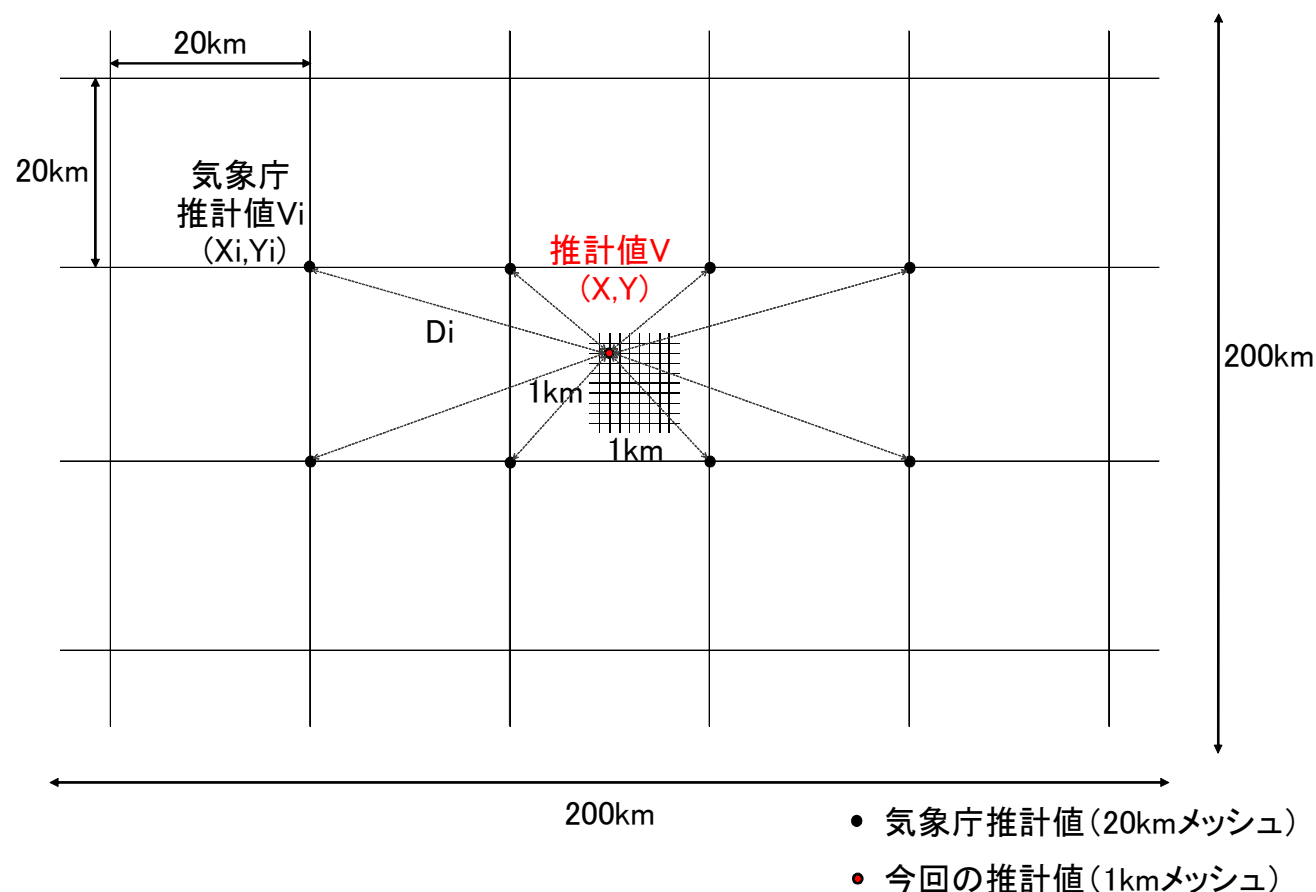 20km
20km
気象庁
推計値Vi
(Xi,Yi)
推計値V
(X,Y)
Di
1km
1km
200km
200km
気象庁推計値(20kmメッシュ)
今回の推計値(1kmメッシュ)